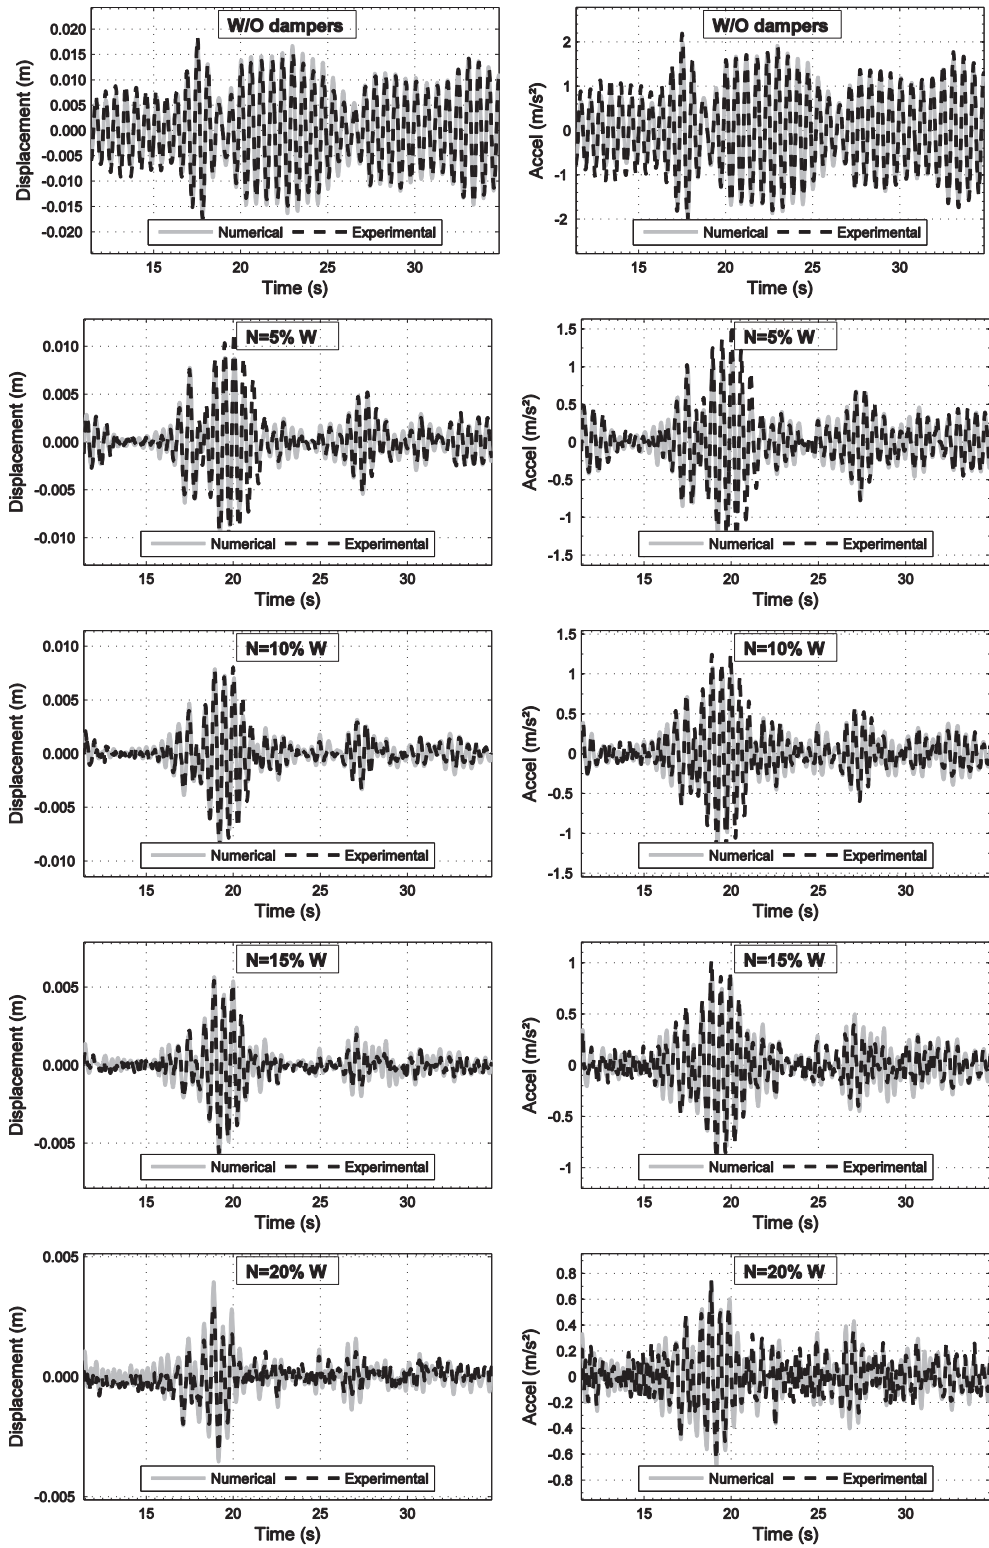 W/O dampers
Displacement (m)
0.020
0.015
0.010
0.005
0.000
-0.005
-0.010
-0.015
-0.020
Numerical Experimental
15 20 25 30
Time (s)
W/O dampers
Accel (m/s²)
2
1
0
-1
-2
Numerical Experimental
15 20 25 30
Time (s)
N=5% W
Displacement (m)
0.010
0.005
0.000
-0.005
-0.010
Numerical Experimental
15 20 25 30
Time (s)
N=5% W
Accel (m/s²)
1.5
1
0.5
0
-0.5
-1
-1.5
Numerical Experimental
15 20 25 30
Time (s)
N=10% W
Displacement (m)
0.010
0.005
0.000
-0.005
-0.010
Numerical Experimental
15 20 25 30
Time (s)
N=10% W
Accel (m/s²)
1.5
1
0.5
0
-0.5
-1
-1.5
Numerical Experimental
15 20 25 30
Time (s)
N=15% W
Displacement (m)
0.005
0.000
-0.005
Numerical Experimental
15 20 25 30
Time (s)
N=15% W
Accel (m/s²)
1
0.5
0
-0.5
-1
Numerical Experimental
15 20 25 30
Time (s)
N=20% W
Displacement (m)
0.005
0.000
-0.005
Numerical Experimental
15 20 25 30
Time (s)
N=20% W
Accel (m/s²)
0.8
0.6
0.4
0.2
0
-0.2
-0.4
-0.6
-0.8
Numerical Experimental
15 20 25 30
Time (s)